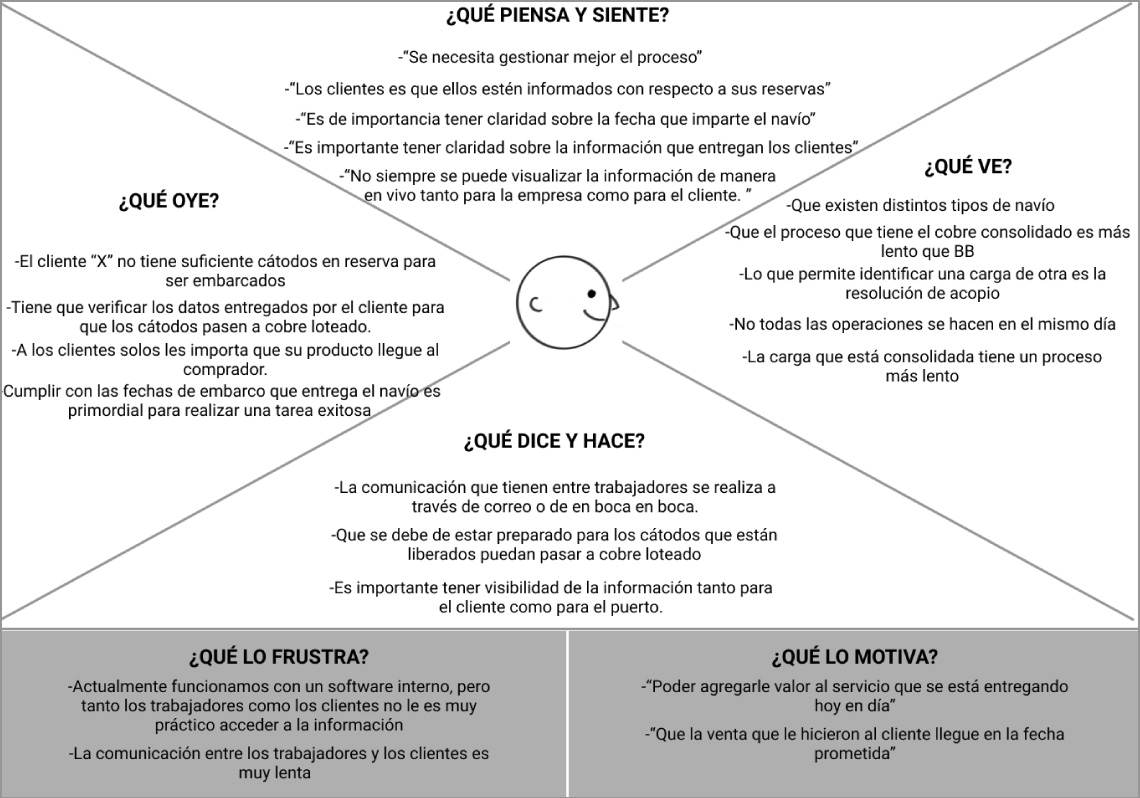 ¿QUÉ PIENSA Y SIENTE?
-“Se necesita gestionar mejor el proceso”
-“Los clientes es que ellos estén informados con respecto a sus reservas”
-“Es de importancia tener claridad sobre la fecha que imparte el navío”
-“Es importante tener claridad sobre la información que entregan los clientes”
-“No siempre se puede visualizar la información de manera
en vivo tanto para la empresa como para el cliente. ”
¿QUÉ OYE?
-El cliente “X” no tiene suficiente cátodos en reserva para
ser embarcados
-Tiene que verificar los datos entregados por el cliente para
que los cátodos pasen a cobre loteado.
-A los clientes solos les importa que su producto llegue al
comprador.
-Cumplir con las fechas de embarco que entrega el navío es
primordial para realizar una tarea exitosa
¿QUÉ VE?
-Que existen distintos tipos de navío
-Que el proceso que tiene el cobre consolidado es más
lento que BB
-Lo que permite identificar una carga de otra es la
resolución de acopio
-No todas las operaciones se hacen en el mismo día
-La carga que está consolidada tiene un proceso
más lento
¿QUÉ DICE Y HACE?
-La comunicación que tienen entre trabajadores se realiza a
través de correo o de en boca en boca.
-Que se debe de estar preparado para los cátodos que están
liberados puedan pasar a cobre loteado
-Es importante tener visibilidad de la información tanto para
el cliente como para el puerto.
¿QUÉ LO FRUSTRA?
-Actualmente funcionamos con un software interno, pero
tanto los trabajadores como los clientes no le es muy
práctico acceder a la información
-La comunicación entre los trabajadores y los clientes es
muy lenta
¿QUÉ LO MOTIVA?
-“Poder agregarle valor al servicio que se está entregando
hoy en día”
-“Que la venta que le hicieron al cliente llegue en la fecha
prometida”